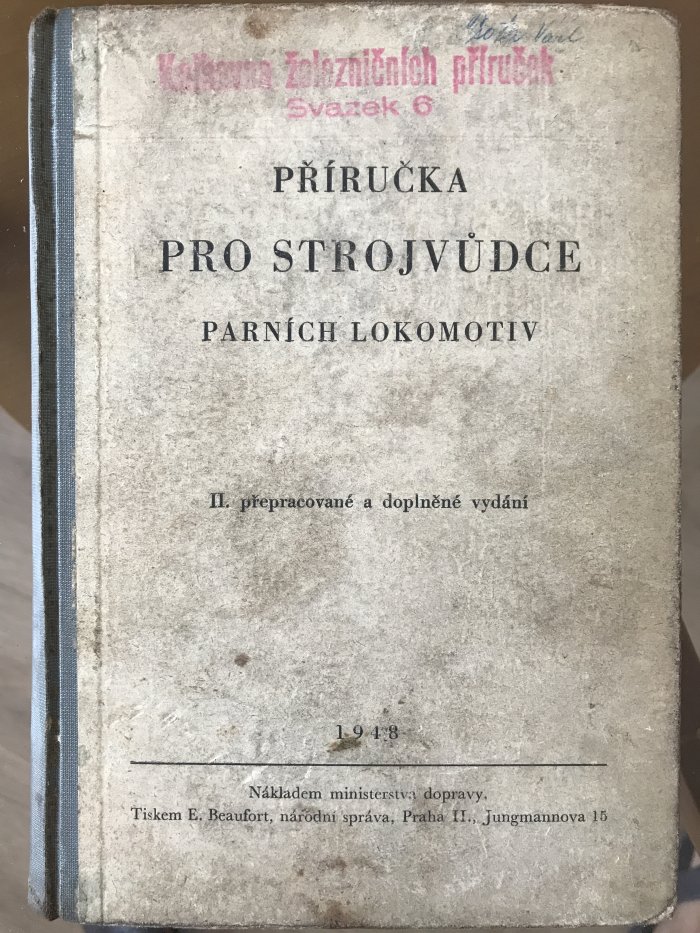 Knihovna železničních příruček
Svazek 6
PŘÍRUČKA
PRO STROJVŮDCE
PARNÍCH LOKOMOTIV
II. přepracované a doplněné vydání
1948
Nákladem ministerstva dopravy.
Tiskem E. Beaufort, národní správa, Praha II., Jungmannova 15